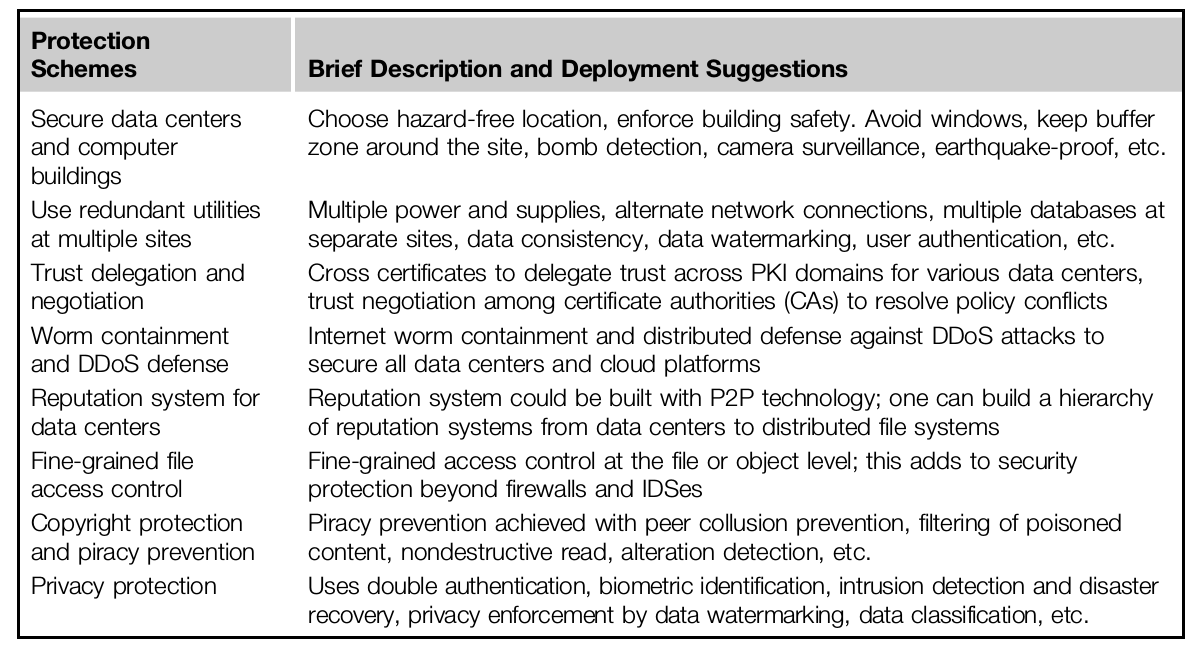 Protection
Schemes
Brief Description and Deployment Suggestions
Secure data centers
and computer
buildings
Choose hazard-free location, enforce building safety. Avoid windows, keep buffer
zone around the site, bomb detection, camera surveillance, earthquake-proof, etc.
Use redundant utilities
at multiple sites
Multiple power and supplies, alternate network connections, multiple databases at
separate sites, data consistency, data watermarking, user authentication, etc.
Trust delegation and
negotiation
Cross certificates to delegate trust across PKI domains for various data centers,
trust negotiation among certificate authorities (CAs) to resolve policy conflicts
Worm containment
and DDoS defense
Internet worm containment and distributed defense against DDoS attacks to
secure all data centers and cloud platforms
Reputation system for
data centers
Reputation system could be built with P2P technology; one can build a hierarchy
of reputation systems from data centers to distributed file systems
Fine-grained file
access control
Fine-grained access control at the file or object level; this adds to security
protection beyond firewalls and IDSes
Copyright protection
and piracy prevention
Piracy prevention achieved with peer collusion prevention, filtering of poisoned
content, nondestructive read, alteration detection, etc.
Privacy protection
Uses double authentication, biometric identification, intrusion detection and disaster
recovery, privacy enforcement by data watermarking, data classification, etc.